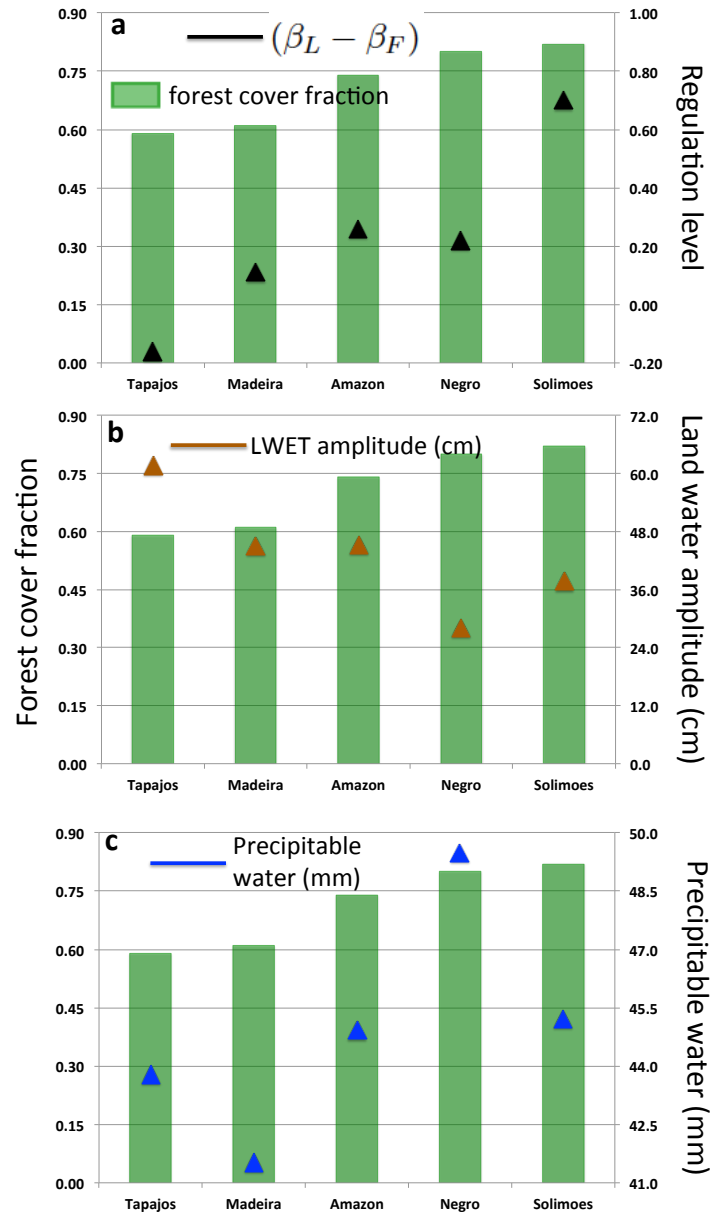 a
(β_L − β_F)
forest cover fraction
0.90
0.75
0.60
0.45
0.30
0.15
0.00
1.00
0.80
0.60
0.40
0.20
0.00
-0.20
Regulation level
Tapajos Madeira Amazon Negro Solimoes
b
LWET amplitude (cm)
0.90
0.75
0.60
0.45
0.30
0.15
0.00
Forest cover fraction
72.0
60.0
48.0
36.0
24.0
12.0
0.0
Land water amplitude (cm)
Tapajos Madeira Amazon Negro Solimoes
c
Precipitable
water (mm)
0.90
0.75
0.60
0.45
0.30
0.15
0.00
50.0
48.5
47.0
45.5
44.0
42.5
41.0
Precipitable water
(mm)
Tapajos Madeira Amazon Negro Solimoes